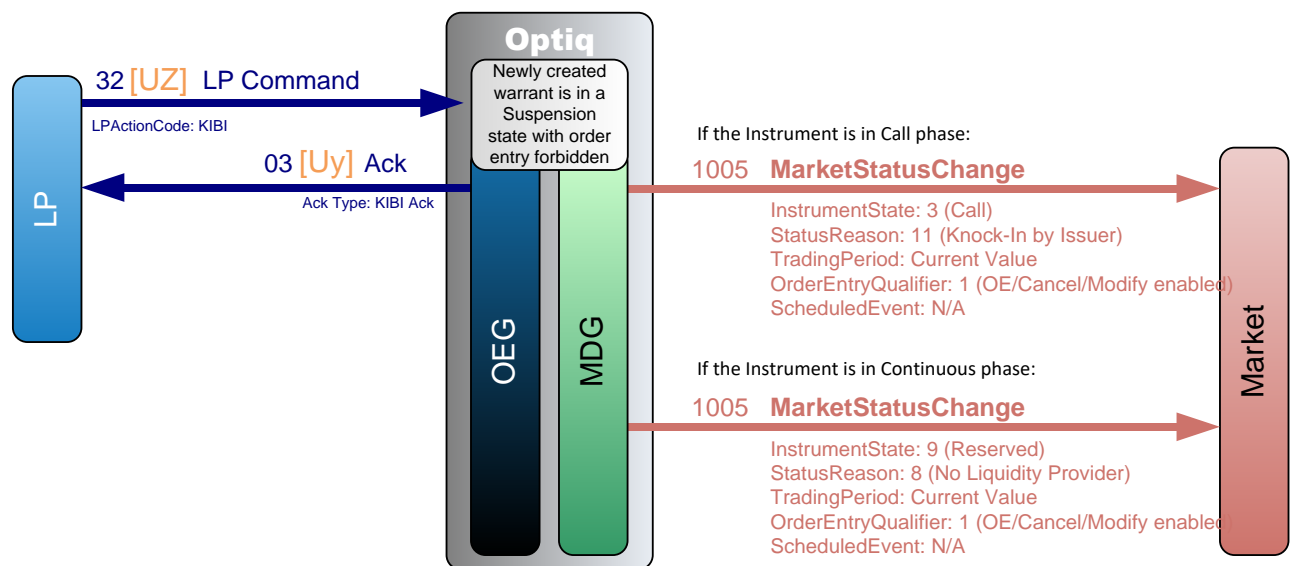 Optiq
Newly created
warrant is in a
Suspension
state with order
entry forbidden
LP
32 [UZ] LP Command
LPActionCode: KIBI
03 [Uy] Ack
Ack Type: KIBI Ack
OEG
MDG
If the Instrument is in Call phase:
1005 MarketStatusChange
InstrumentState: 3 (Call)
StatusReason: 11 (Knock-In by Issuer)
TradingPeriod: Current Value
OrderEntryQualifier: 1 (OE/Cancel/Modify enabled)
ScheduledEvent: N/A
If the Instrument is in Continuous phase:
1005 MarketStatusChange
InstrumentState: 9 (Reserved)
StatusReason: 8 (No Liquidity Provider)
TradingPeriod: Current Value
OrderEntryQualifier: 1 (OE/Cancel/Modify enabled)
ScheduledEvent: N/A
Market